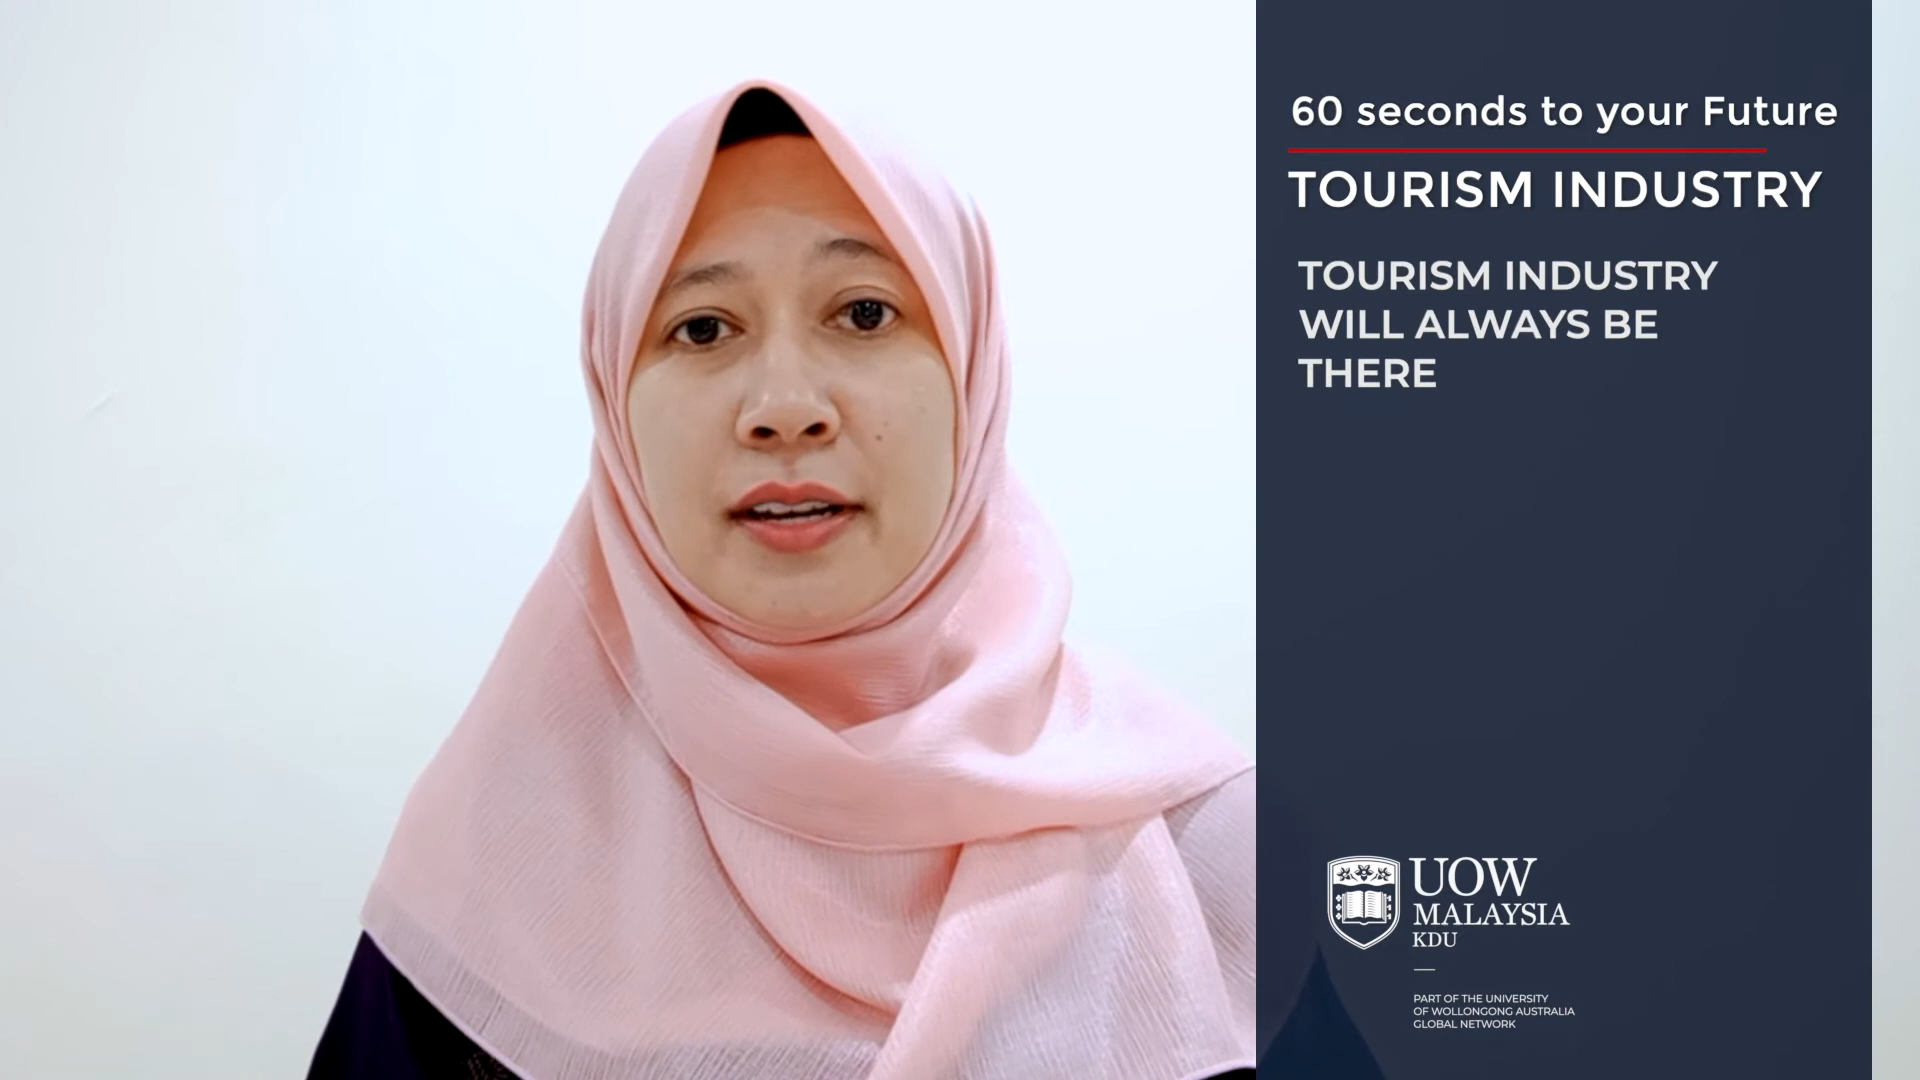 60 seconds to your Future
TOURISM INDUSTRY
TOURISM INDUSTRY
WILL ALWAYS BE
THERE
UOW
MALAYSIA
KDU
PART OF THE UNIVERSITY
OF WOLLONGONG AUSTRALIA
GLOBAL NETWORK